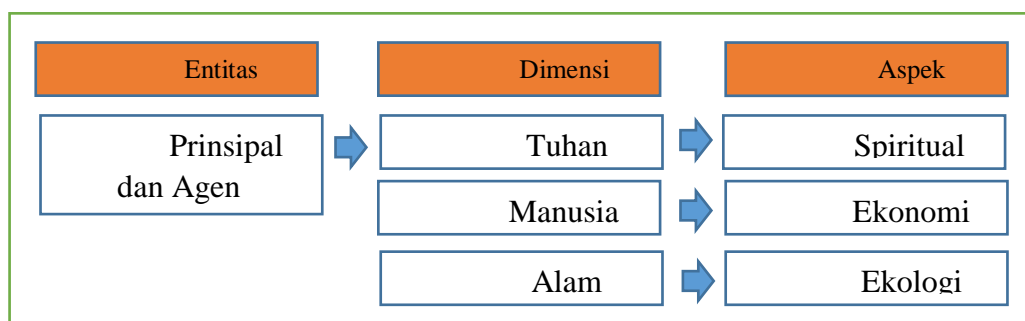 Entitas
Dimensi
Aspek
Prinsipal
dan Agen
Tuhan
Spiritual
Manusia
Ekonomi
Alam
Ekologi